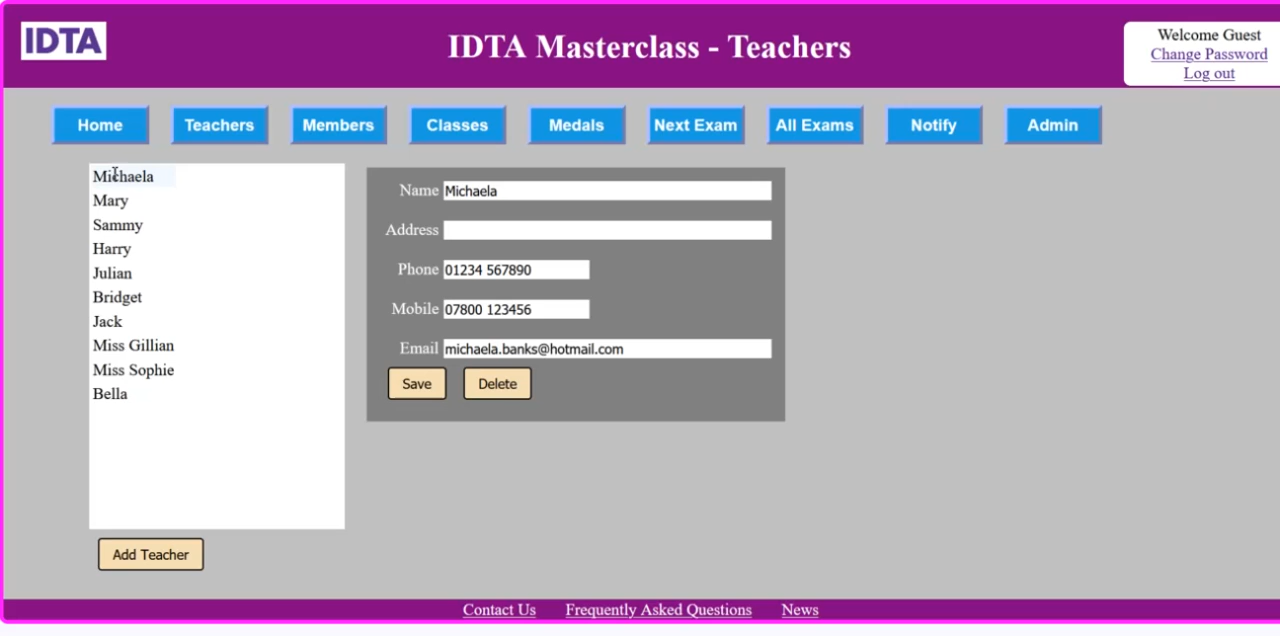 IDTA
IDTA Masterclass - Teachers
Welcome Guest
Change Password
Log out
Home Teachers Members Classes Medals Next Exam All Exams Notify Admin
Michaela
Mary
Sammy
Harry
Julian
Bridget
Jack
Miss Gillian
Miss Sophie
Bella
Add Teacher
Name Michaela
Address
Phone 01234 567890
Mobile 07800 123456
Email michaela.banks@hotmail.com
Save Delete
Contact Us Frequently Asked Questions News